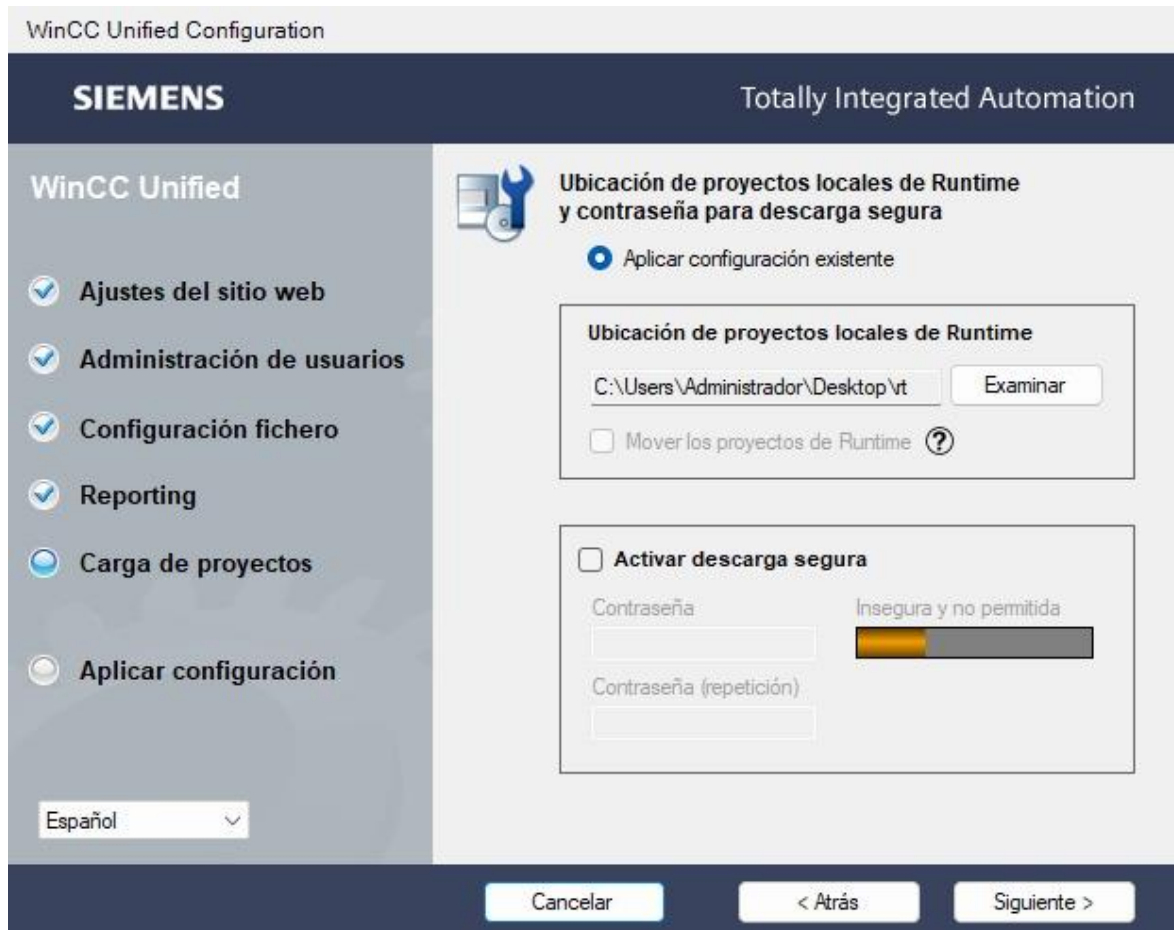 WinCC Unified Configuration
SIEMENS
Totally Integrated Automation
WinCC Unified
Ajustes del sitio web
Administración de usuarios
Configuración fichero
Reporting
Carga de proyectos
Aplicar configuración
Español
Ubicación de proyectos locales de Runtime
y contraseña para descarga segura
Aplicar configuración existente
Ubicación de proyectos locales de Runtime
C:\Users\Administrador\Desktop\rt
Examinar
Mover los proyectos de Runtime ?
Activar descarga segura
Contraseña
Insegura y no permitida
Contraseña (repetición)
Cancelar
< Atrás
Siguiente >